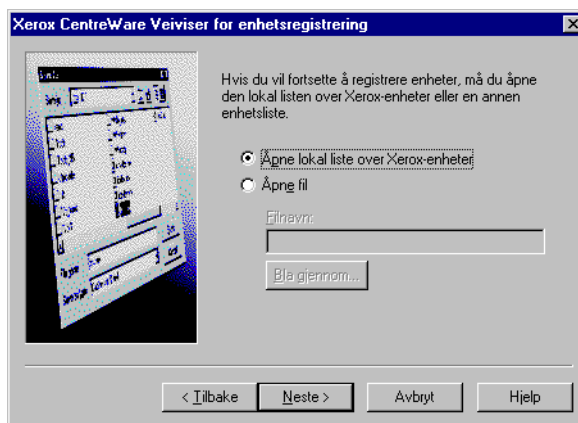 Xerox CentreWare Veiviser for enhetsregistrering
Hvis du vil fortsette å registrere enheter, må du åpne
den lokal listen over Xerox-enheter eller en annen
enhetsliste.
Åpne lokal liste over Xerox-enheter
Åpne fil
Filnavn:
Bla gjennom...
< Tilbake
Neste >
Avbryt
Hjelp